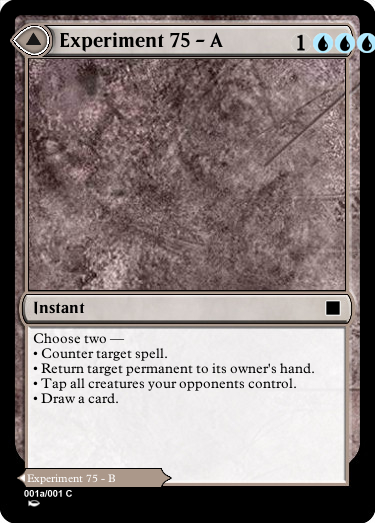 Experiment 75 – A 1
Instant
Choose two —
• Counter target spell.
• Return target permanent to its owner's hand.
• Tap all creatures your opponents control.
• Draw a card.
Experiment 75 - B
001a/001 C